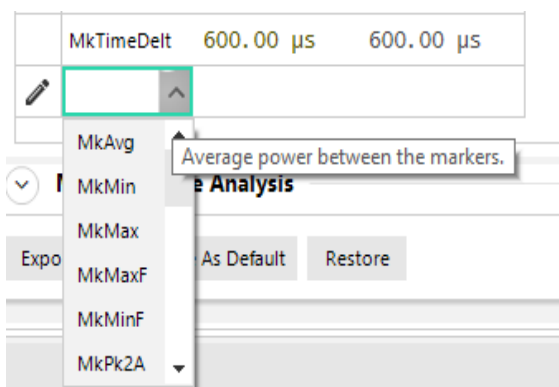 MkTimeDelt 600.00 µs 600.00 µs
MkAvg
Average power between the markers.
MkMin
Analysis
MkMax
Expo As Default Restore
MkMaxF
MkMinF
MkPk2A